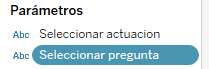 Parámetros
Abc Seleccionar actuacion
Abc Seleccionar pregunta